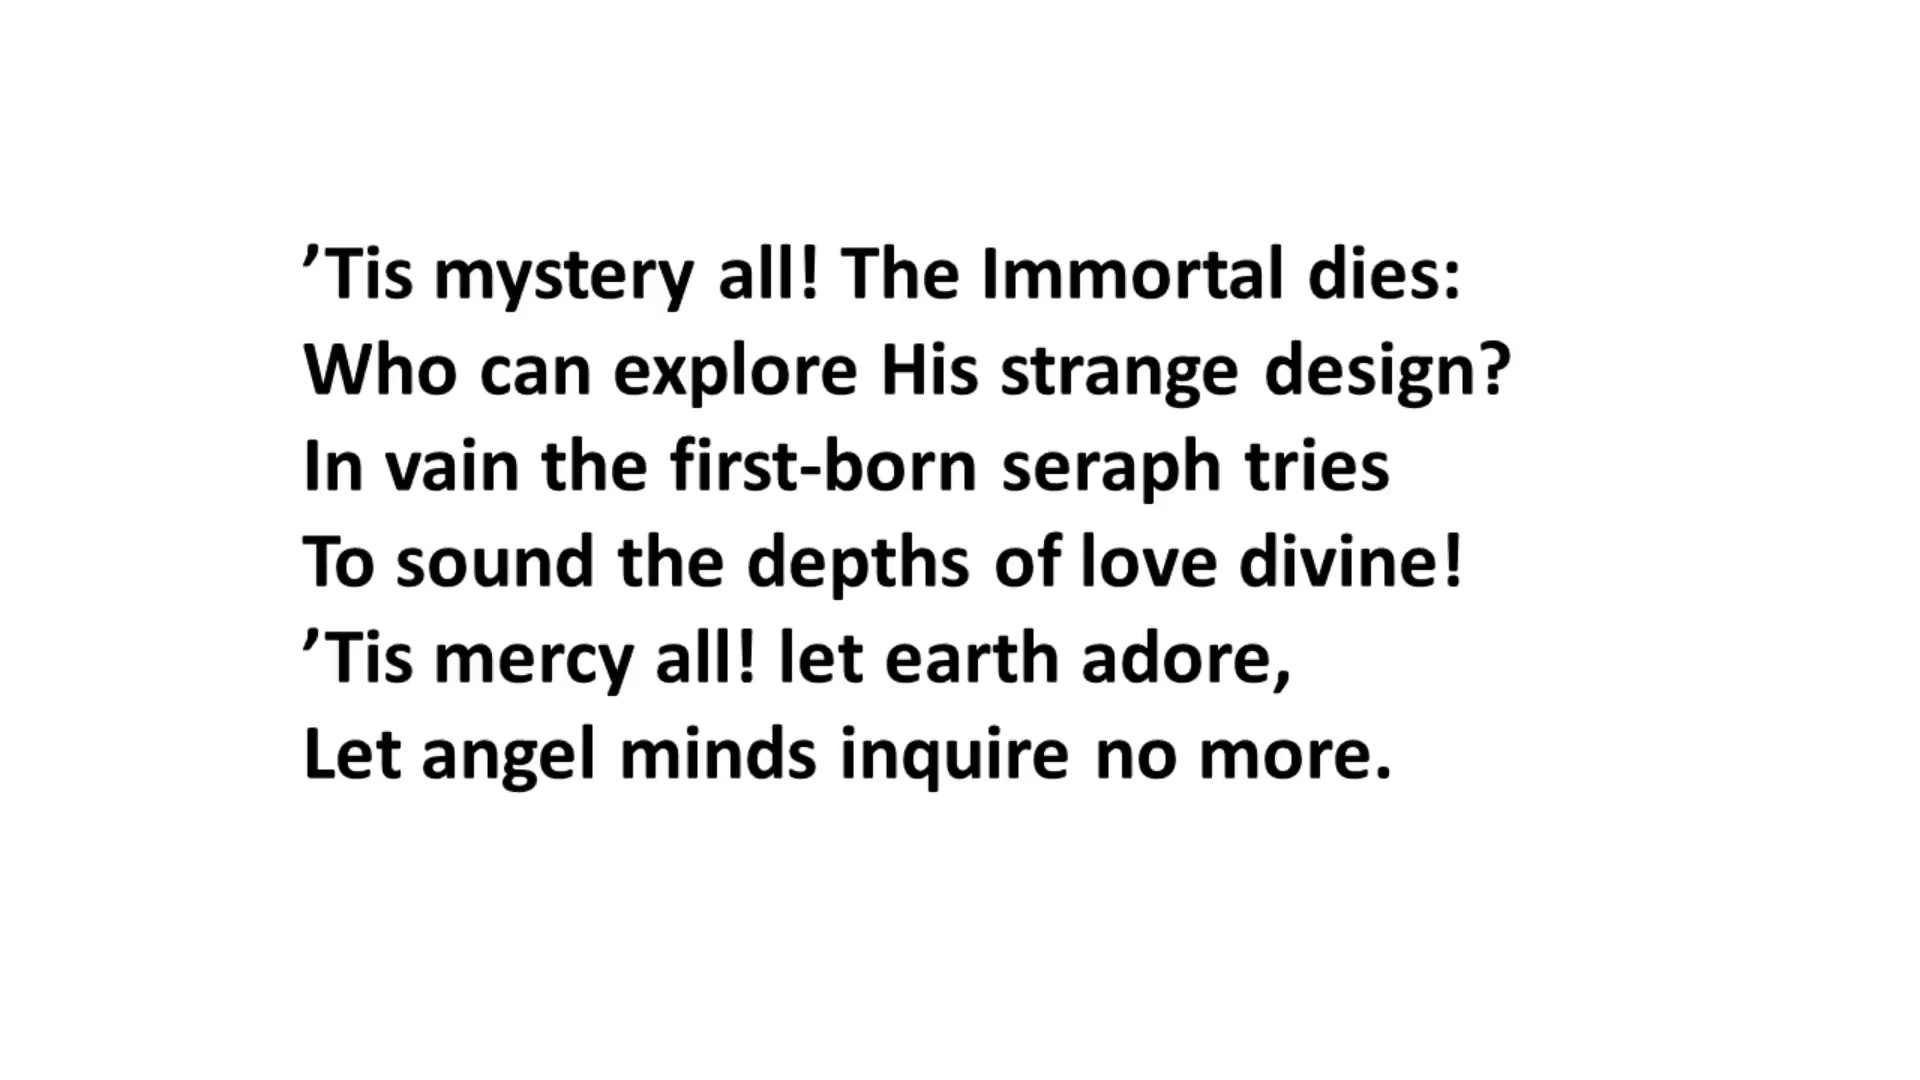 ’Tis mystery all! The Immortal dies:
Who can explore His strange design?
In vain the first-born seraph tries
To sound the depths of love divine!
’Tis mercy all! let earth adore,
Let angel minds inquire no more.